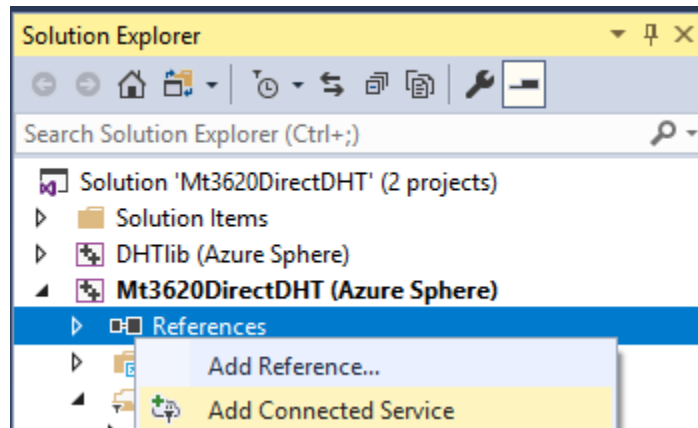 Solution Explorer
Search Solution Explorer (Ctrl+;)
Solution 'Mt3620DirectDHT' (2 projects)
Solution Items
DHTlib (Azure Sphere)
Mt3620DirectDHT (Azure Sphere)
References
Add Reference...
Add Connected Service